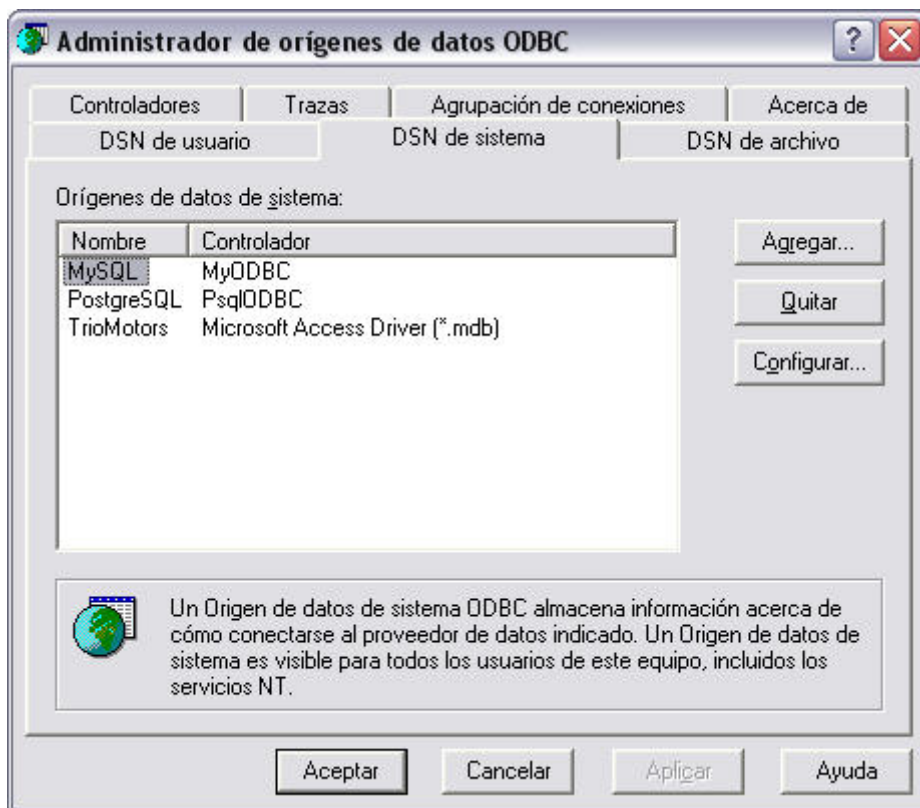 Administrador de orígenes de datos ODBC
Controladores Trazas Agrupación de conexiones Acerca de
DSN de usuario DSN de sistema DSN de archivo
Orígenes de datos de sistema:
Nombre Controlador
MySQL MyODBC
PostgreSQL PsqlODBC
TrioMotors Microsoft Access Driver (*.mdb)
Agregar...
Quitar
Configurar...
Un Origen de datos de sistema ODBC almacena información acerca de
cómo conectarse al proveedor de datos indicado. Un Origen de datos de
sistema es visible para todos los usuarios de este equipo, incluidos los
servicios NT.
Aceptar Cancelar Aplicar Ayuda